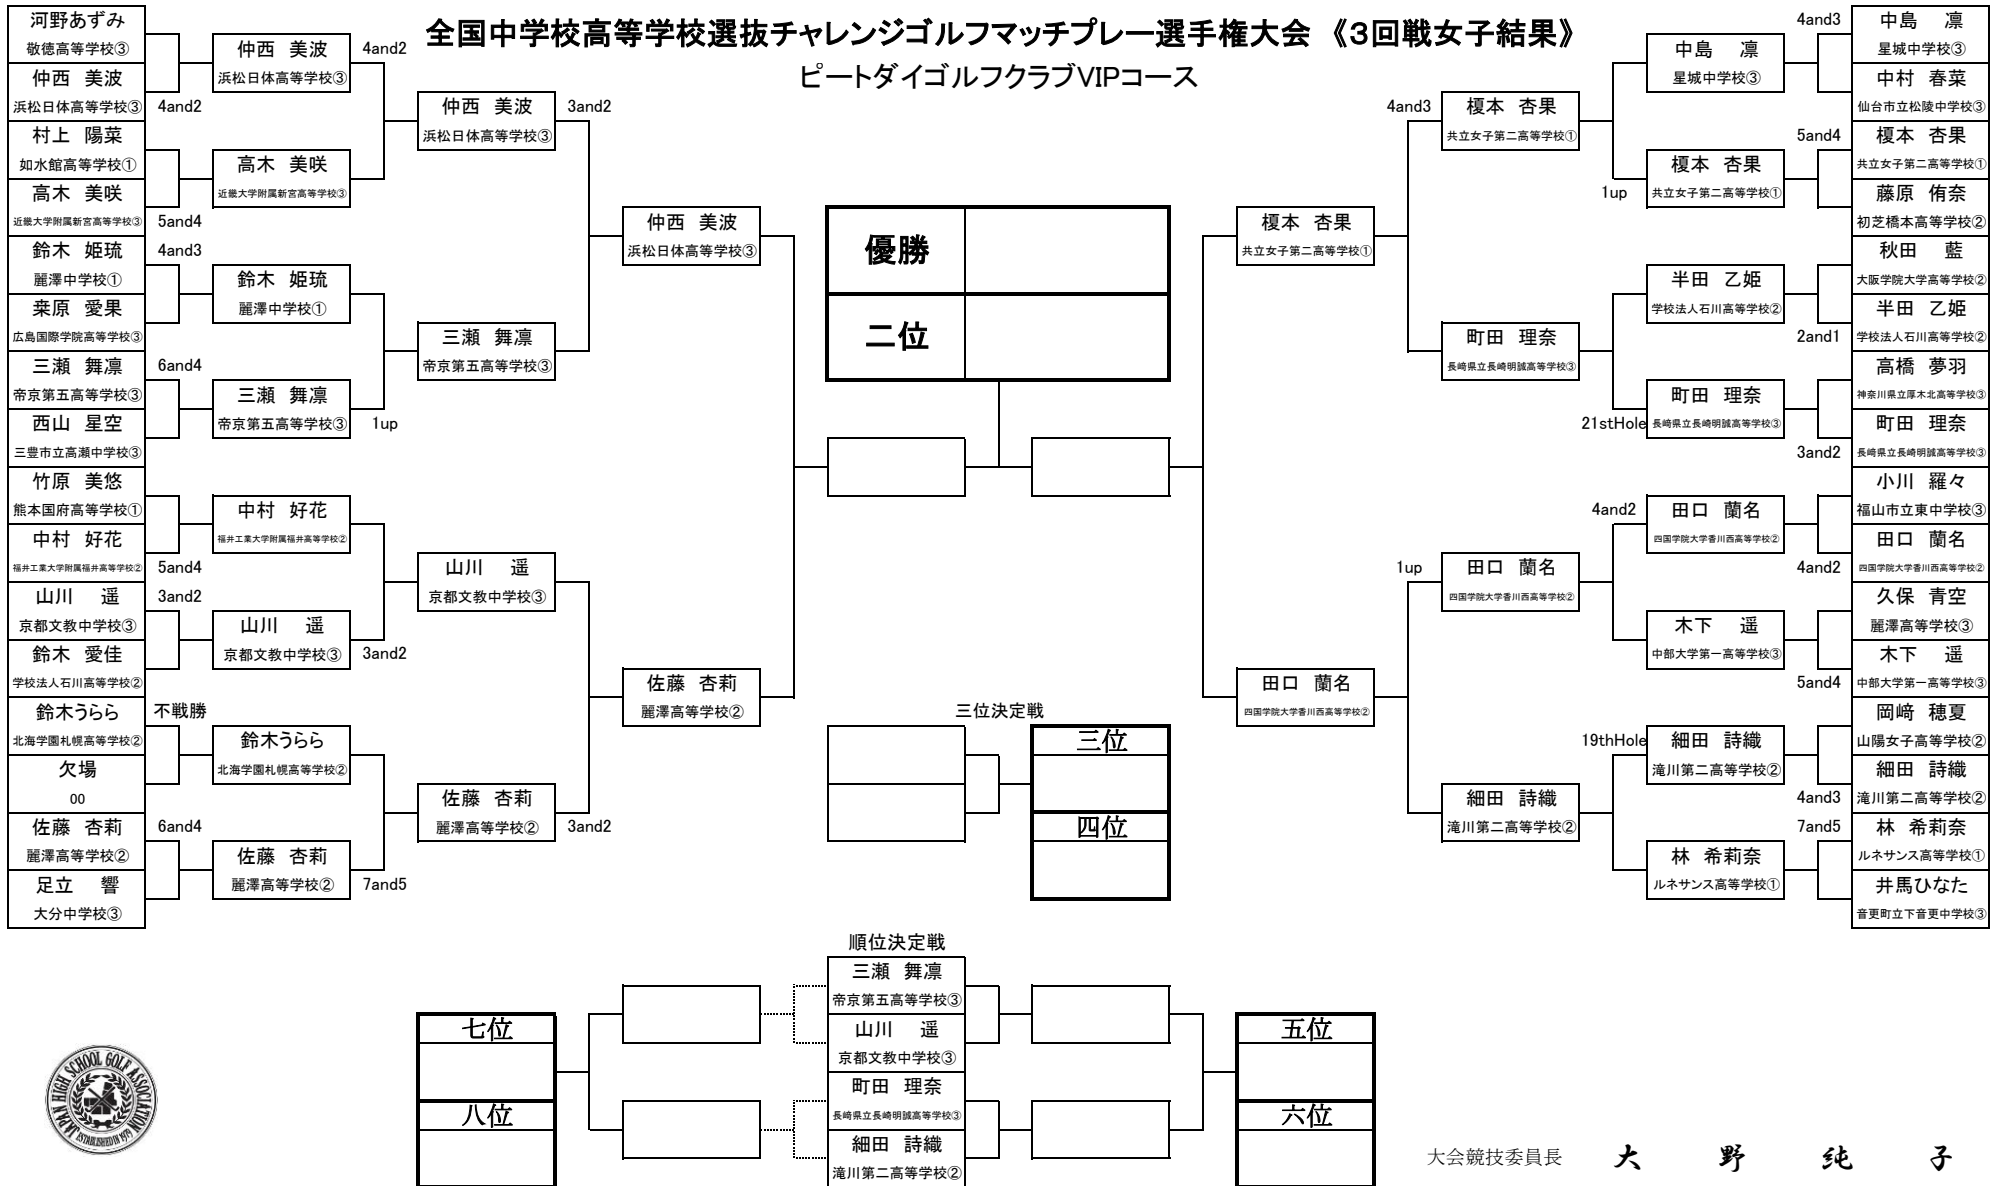 全国中学校高等学校選抜チャレンジゴルフマッチプレー選手権大会 《3回戦女子結果》
ピートダイゴルフクラブVIPコース
河野あずみ
敬徳高等学校③
仲西 美波
浜松日体高等学校③
4and2
村上 陽菜
如水館高等学校①
高木 美咲
近畿大学附属新宮高等学校③
5and4
鈴木 姫琉
麗澤中学校①
4and3
桒原 愛果
広島国際学院高等学校③
三瀬 舞凛
帝京第五高等学校③
6and4
西山 星空
三豊市立高瀬中学校③
竹原 美悠
熊本国府高等学校①
中村 好花
福井工業大学附属福井高等学校②
5and4
山川 遥
京都文教中学校③
3and2
鈴木 愛佳
学校法人石川高等学校②
鈴木うらら
北海学園札幌高等学校②
不戦勝
欠場
00
佐藤 杏莉
麗澤高等学校②
6and4
足立 響
大分中学校③
仲西 美波
浜松日体高等学校③
4and2
高木 美咲
近畿大学附属新宮高等学校③
鈴木 姫琉
麗澤中学校①
三瀬 舞凛
帝京第五高等学校③
1up
中村 好花
福井工業大学附属福井高等学校②
山川 遥
京都文教中学校③
3and2
鈴木うらら
北海学園札幌高等学校②
佐藤 杏莉
麗澤高等学校②
7and5
仲西 美波
浜松日体高等学校③
3and2
三瀬 舞凛
帝京第五高等学校③
山川 遥
京都文教中学校③
佐藤 杏莉
麗澤高等学校②
3and2
仲西 美波
浜松日体高等学校③
佐藤 杏莉
麗澤高等学校②
優勝
二位
三位決定戦
三位
四位
榎本 杏果
共立女子第二高等学校①
田口 蘭名
四国学院大学香川西高等学校②
4and3
榎本 杏果
共立女子第二高等学校①
町田 理奈
長崎県立長崎明誠高等学校③
1up
田口 蘭名
四国学院大学香川西高等学校②
細田 詩織
滝川第二高等学校②
中島 凛
星城中学校③
榎本 杏果
共立女子第二高等学校①
1up
半田 乙姫
学校法人石川高等学校②
町田 理奈
長崎県立長崎明誠高等学校③
21stHole
4and2
田口 蘭名
四国学院大学香川西高等学校②
木下 遥
中部大学第一高等学校③
19thHole
細田 詩織
滝川第二高等学校②
林 希莉奈
ルネサンス高等学校①
4and3
中島 凛
星城中学校③
中村 春菜
仙台市立松陵中学校③
5and4
榎本 杏果
共立女子第二高等学校①
藤原 侑奈
初芝橋本高等学校②
秋田 藍
大阪学院大学高等学校②
半田 乙姫
学校法人石川高等学校②
2and1
高橋 夢羽
神奈川県立厚木北高等学校③
町田 理奈
長崎県立長崎明誠高等学校③
3and2
小川 羅々
福山市立東中学校③
田口 蘭名
四国学院大学香川西高等学校②
4and2
久保 青空
麗澤高等学校③
木下 遥
中部大学第一高等学校③
5and4
岡﨑 穂夏
山陽女子高等学校②
細田 詩織
滝川第二高等学校②
4and3
7and5
林 希莉奈
ルネサンス高等学校①
井馬ひなた
音更町立下音更中学校③
順位決定戦
三瀬 舞凛
帝京第五高等学校③
山川 遥
京都文教中学校③
町田 理奈
長崎県立長崎明誠高等学校③
細田 詩織
滝川第二高等学校②
七位
八位
五位
六位
JAPAN HIGH SCHOOL GOLF ASSOCIATION
ESTABLISHED IN 1979
大会競技委員長 大野純子